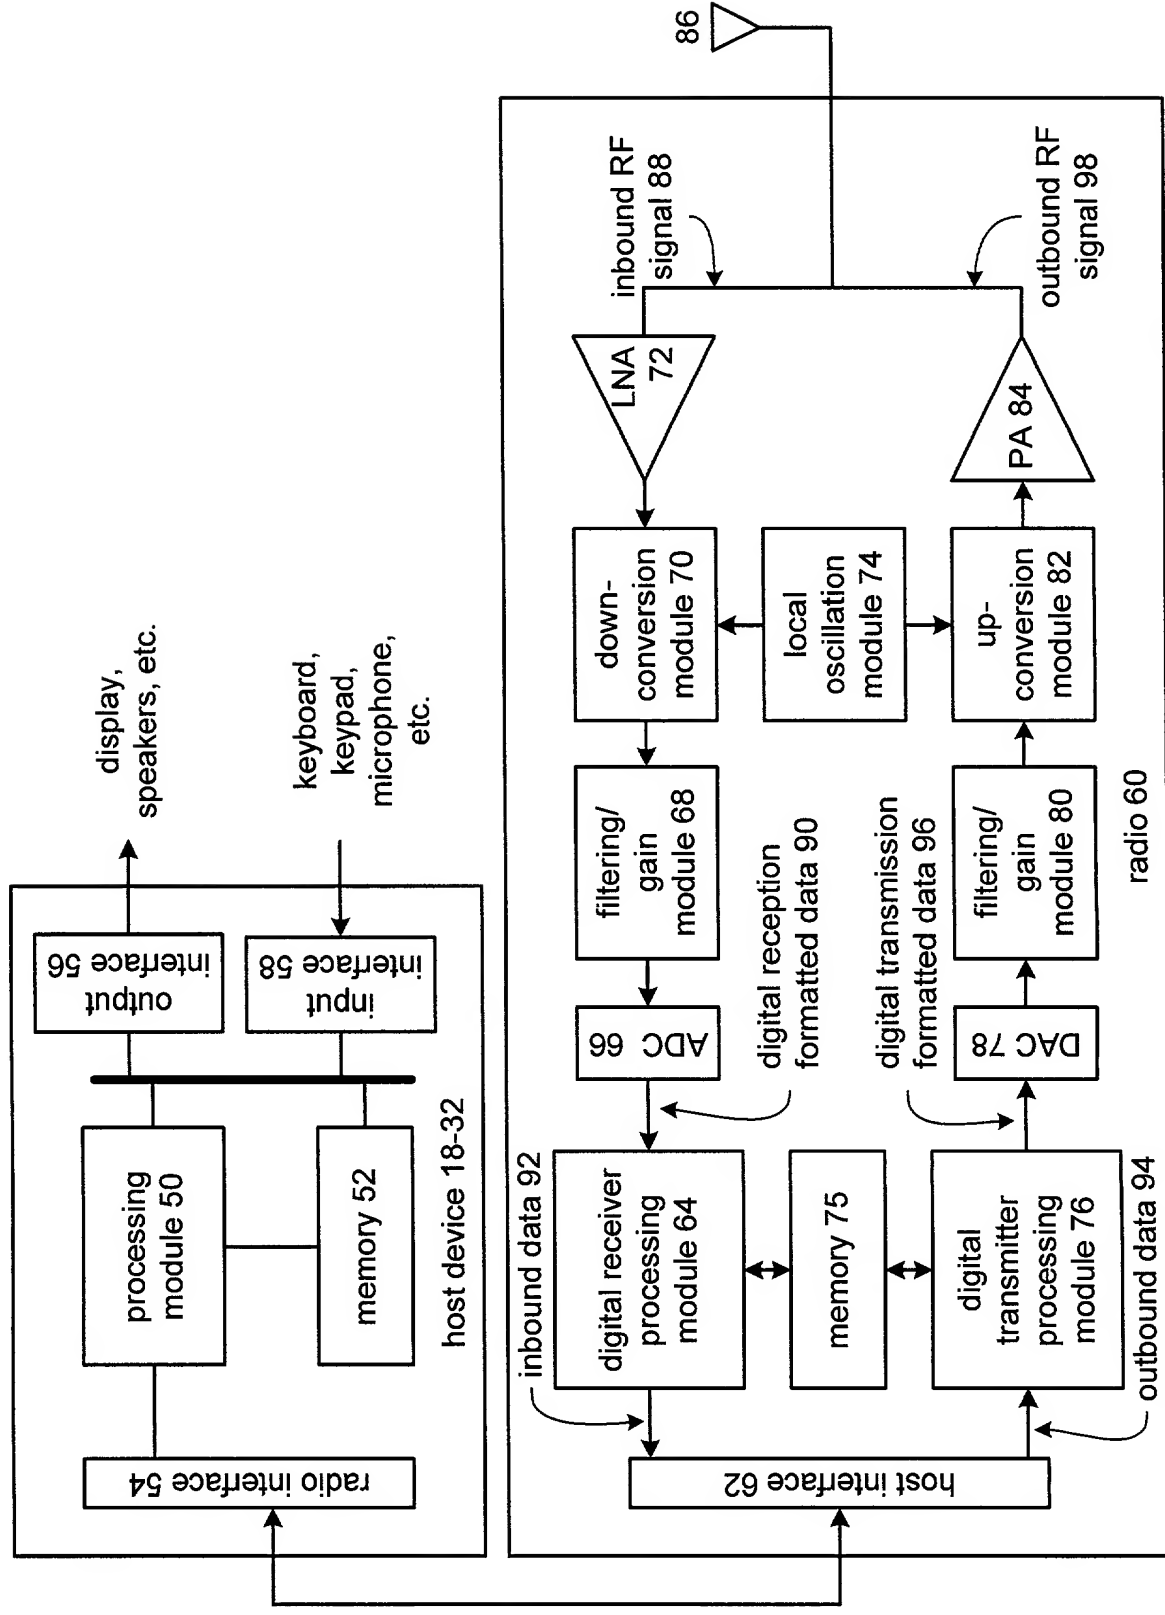 radio interface 54
processing
module 50
memory 52
output
interface 56
input
interface 58
display,
speakers, etc.
keyboard,
keypad,
microphone,
etc.
host device 18-32
host interface 62
inbound data 92
digital receiver
processing
module 64
memory 75
digital
transmitter
processing
module 76
outbound data 94
ADC 66
digital reception
formatted data 90
digital transmission
formatted data 96
DAC 78
filtering/
gain
module 68
filtering/
gain
module 80
down-
conversion
module 70
local
oscillation
module 74
up-
conversion
module 82
LNA
72
PA 84
inbound RF
signal 88
outbound RF
signal 98
86
radio 60